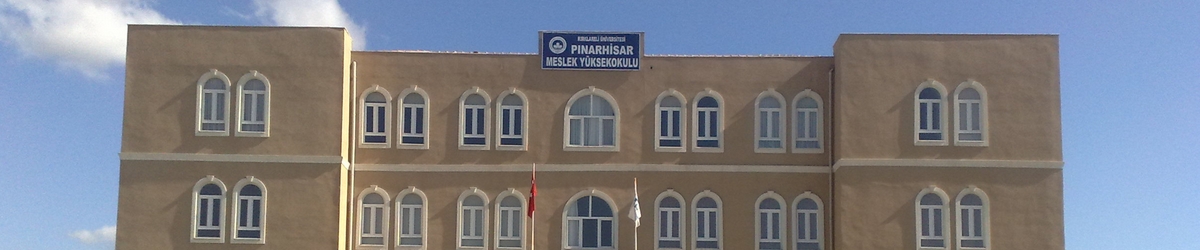 KIRKLARELİ ÜNİVERSİTESİ
PINARHİSAR
MESLEK YÜKSEKOKULU